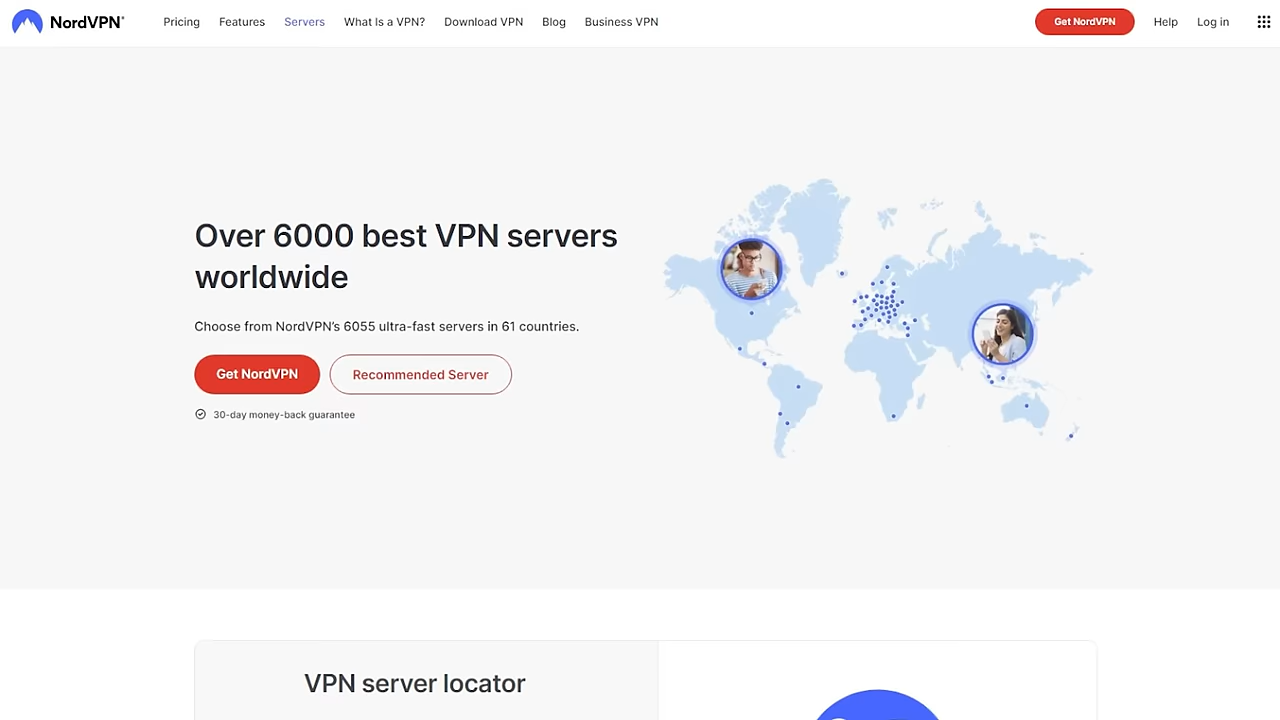 NordVPN®
Pricing
Features
Servers
What Is a VPN?
Download VPN
Blog
Business VPN
Get NordVPN
Help
Log in
Over 6000 best VPN servers
worldwide
Choose from NordVPN's 6055 ultra-fast servers in 61 countries.
Get NordVPN
Recommended Server
30-day money-back guarantee
VPN server locator